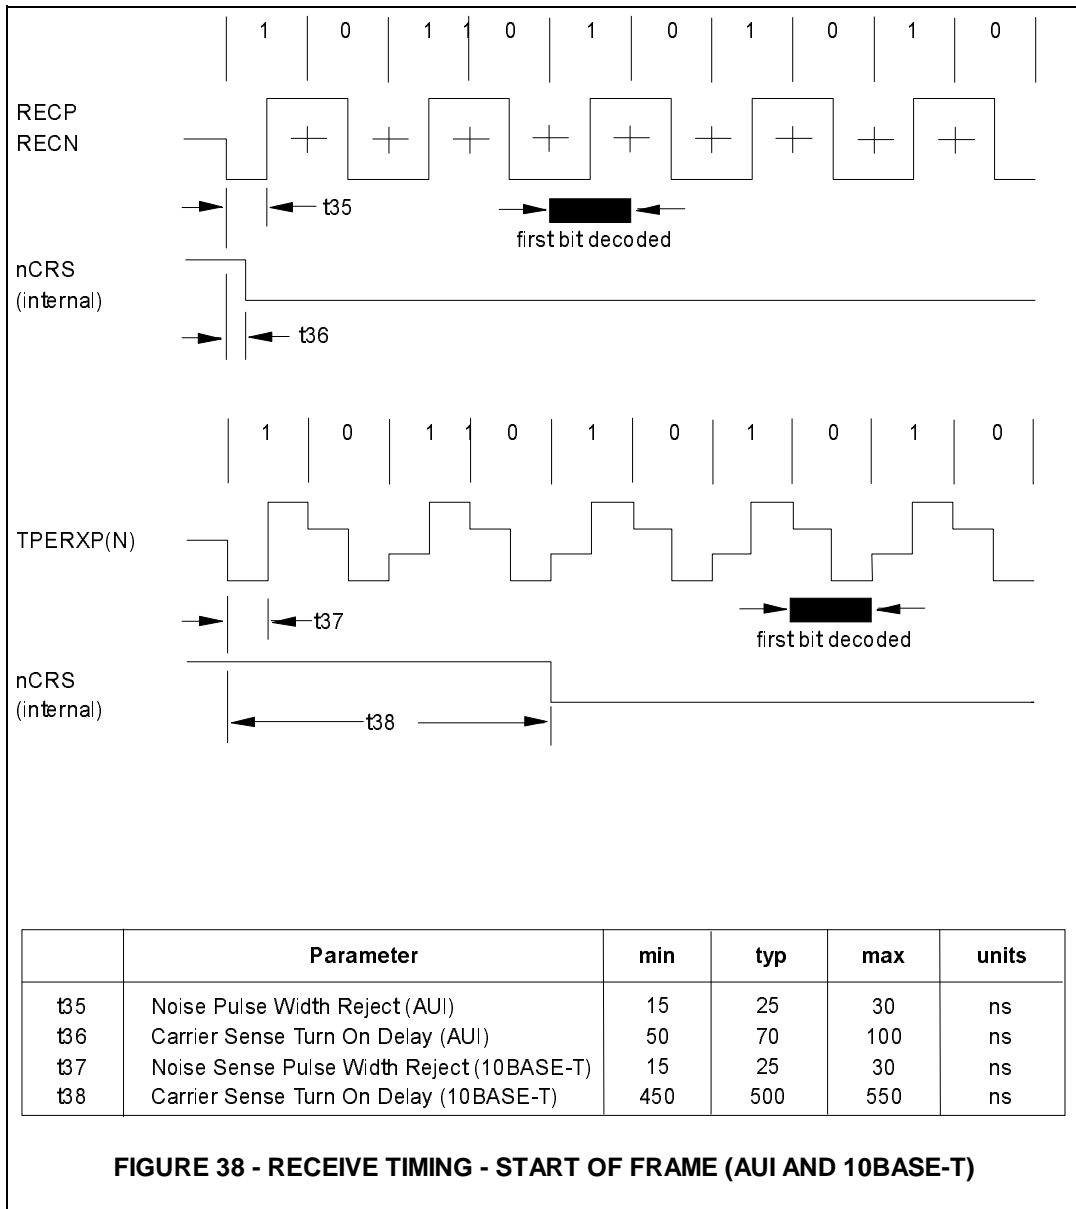 1 0 1 1 0 1 0 1 0 1 0
RECP
RECN
t35
first bit decoded
nCRS
(internal)
t36
1 0 1 1 0 1 0 1 0 1 0
TPERXP(N)
t37
first bit decoded
nCRS
(internal)
t38
Parameter min typ max units
t35 Noise Pulse Width Reject (AUI) 15 25 30 ns
t36 Carrier Sense Turn On Delay (AUI) 50 70 100 ns
t37 Noise Sense Pulse Width Reject (10BASE-T) 15 25 30 ns
t38 Carrier Sense Turn On Delay (10BASE-T) 450 500 550 ns
FIGURE 38 - RECEIVE TIMING - START OF FRAME (AUI AND 10BASE-T)